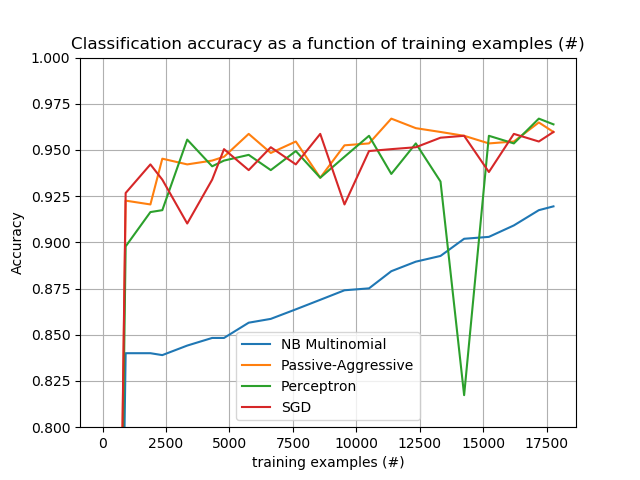 Classification accuracy as a function of training examples (#)
1.000
0.975
0.950
0.925
0.900
0.875
0.850
0.825
0.800
Accuracy
NB Multinomial
Passive-Aggressive
Perceptron
SGD
0 2500 5000 7500 10000 12500 15000 17500
training examples (#)